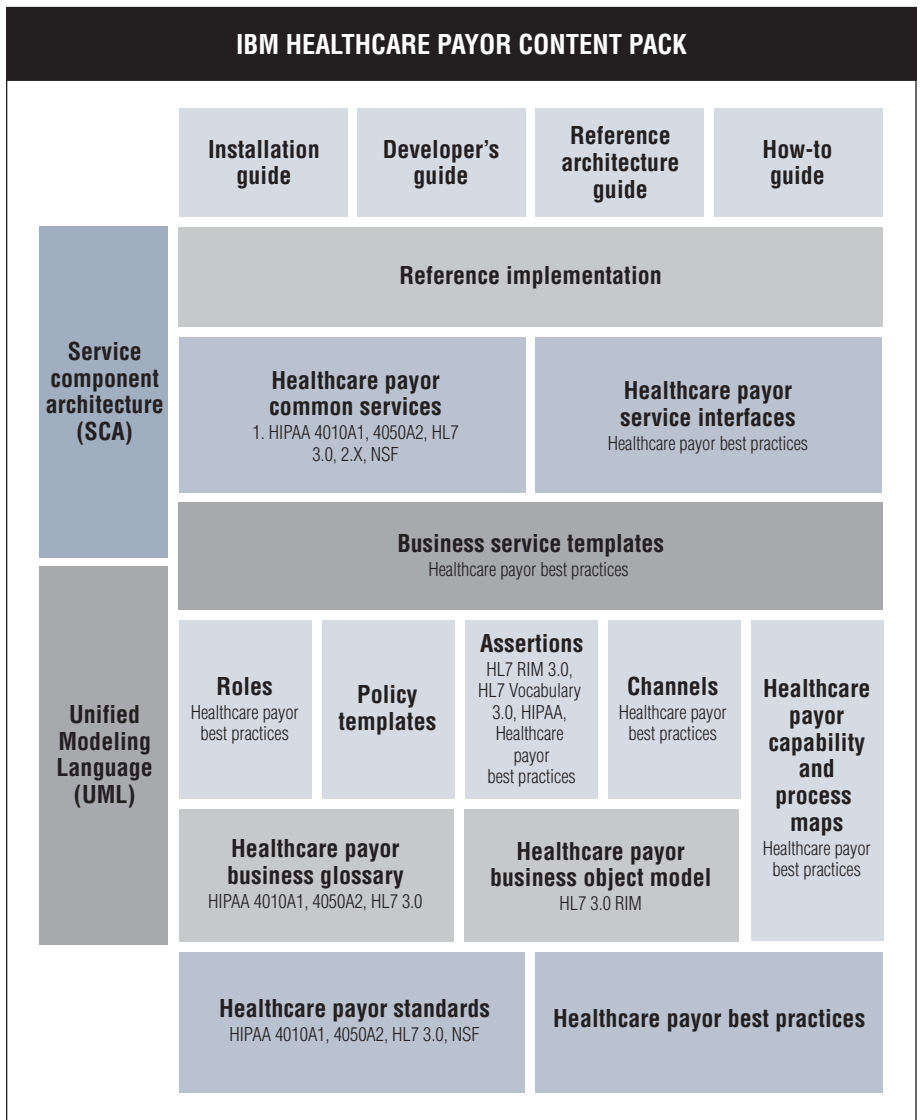 IBM HEALTHCARE PAYOR CONTENT PACK
Installation
guide
Developer's
guide
Reference
architecture
guide
How-to
guide
Service
component
architecture
(SCA)
Reference implementation
Healthcare payor
common services
1. HIPAA 4010A1, 4050A2, HL7
3.0, 2.X, NSF
Healthcare payor
service interfaces
Healthcare payor best practices
Business service templates
Healthcare payor best practices
Unified
Modeling
Language
(UML)
Roles
Healthcare payor
best practices
Policy
templates
Assertions
HL7 RIM 3.0,
HL7 Vocabulary
3.0, HIPAA,
Healthcare
payor
best practices
Channels
Healthcare payor
best practices
Healthcare
payor
capability
and
process
maps
Healthcare payor
best practices
Healthcare payor
business glossary
HIPAA 4010A1, 4050A2, HL7 3.0
Healthcare payor
business object model
HL7 3.0 RIM
Healthcare payor standards
HIPAA 4010A1, 4050A2, HL7 3.0, NSF
Healthcare payor best practices